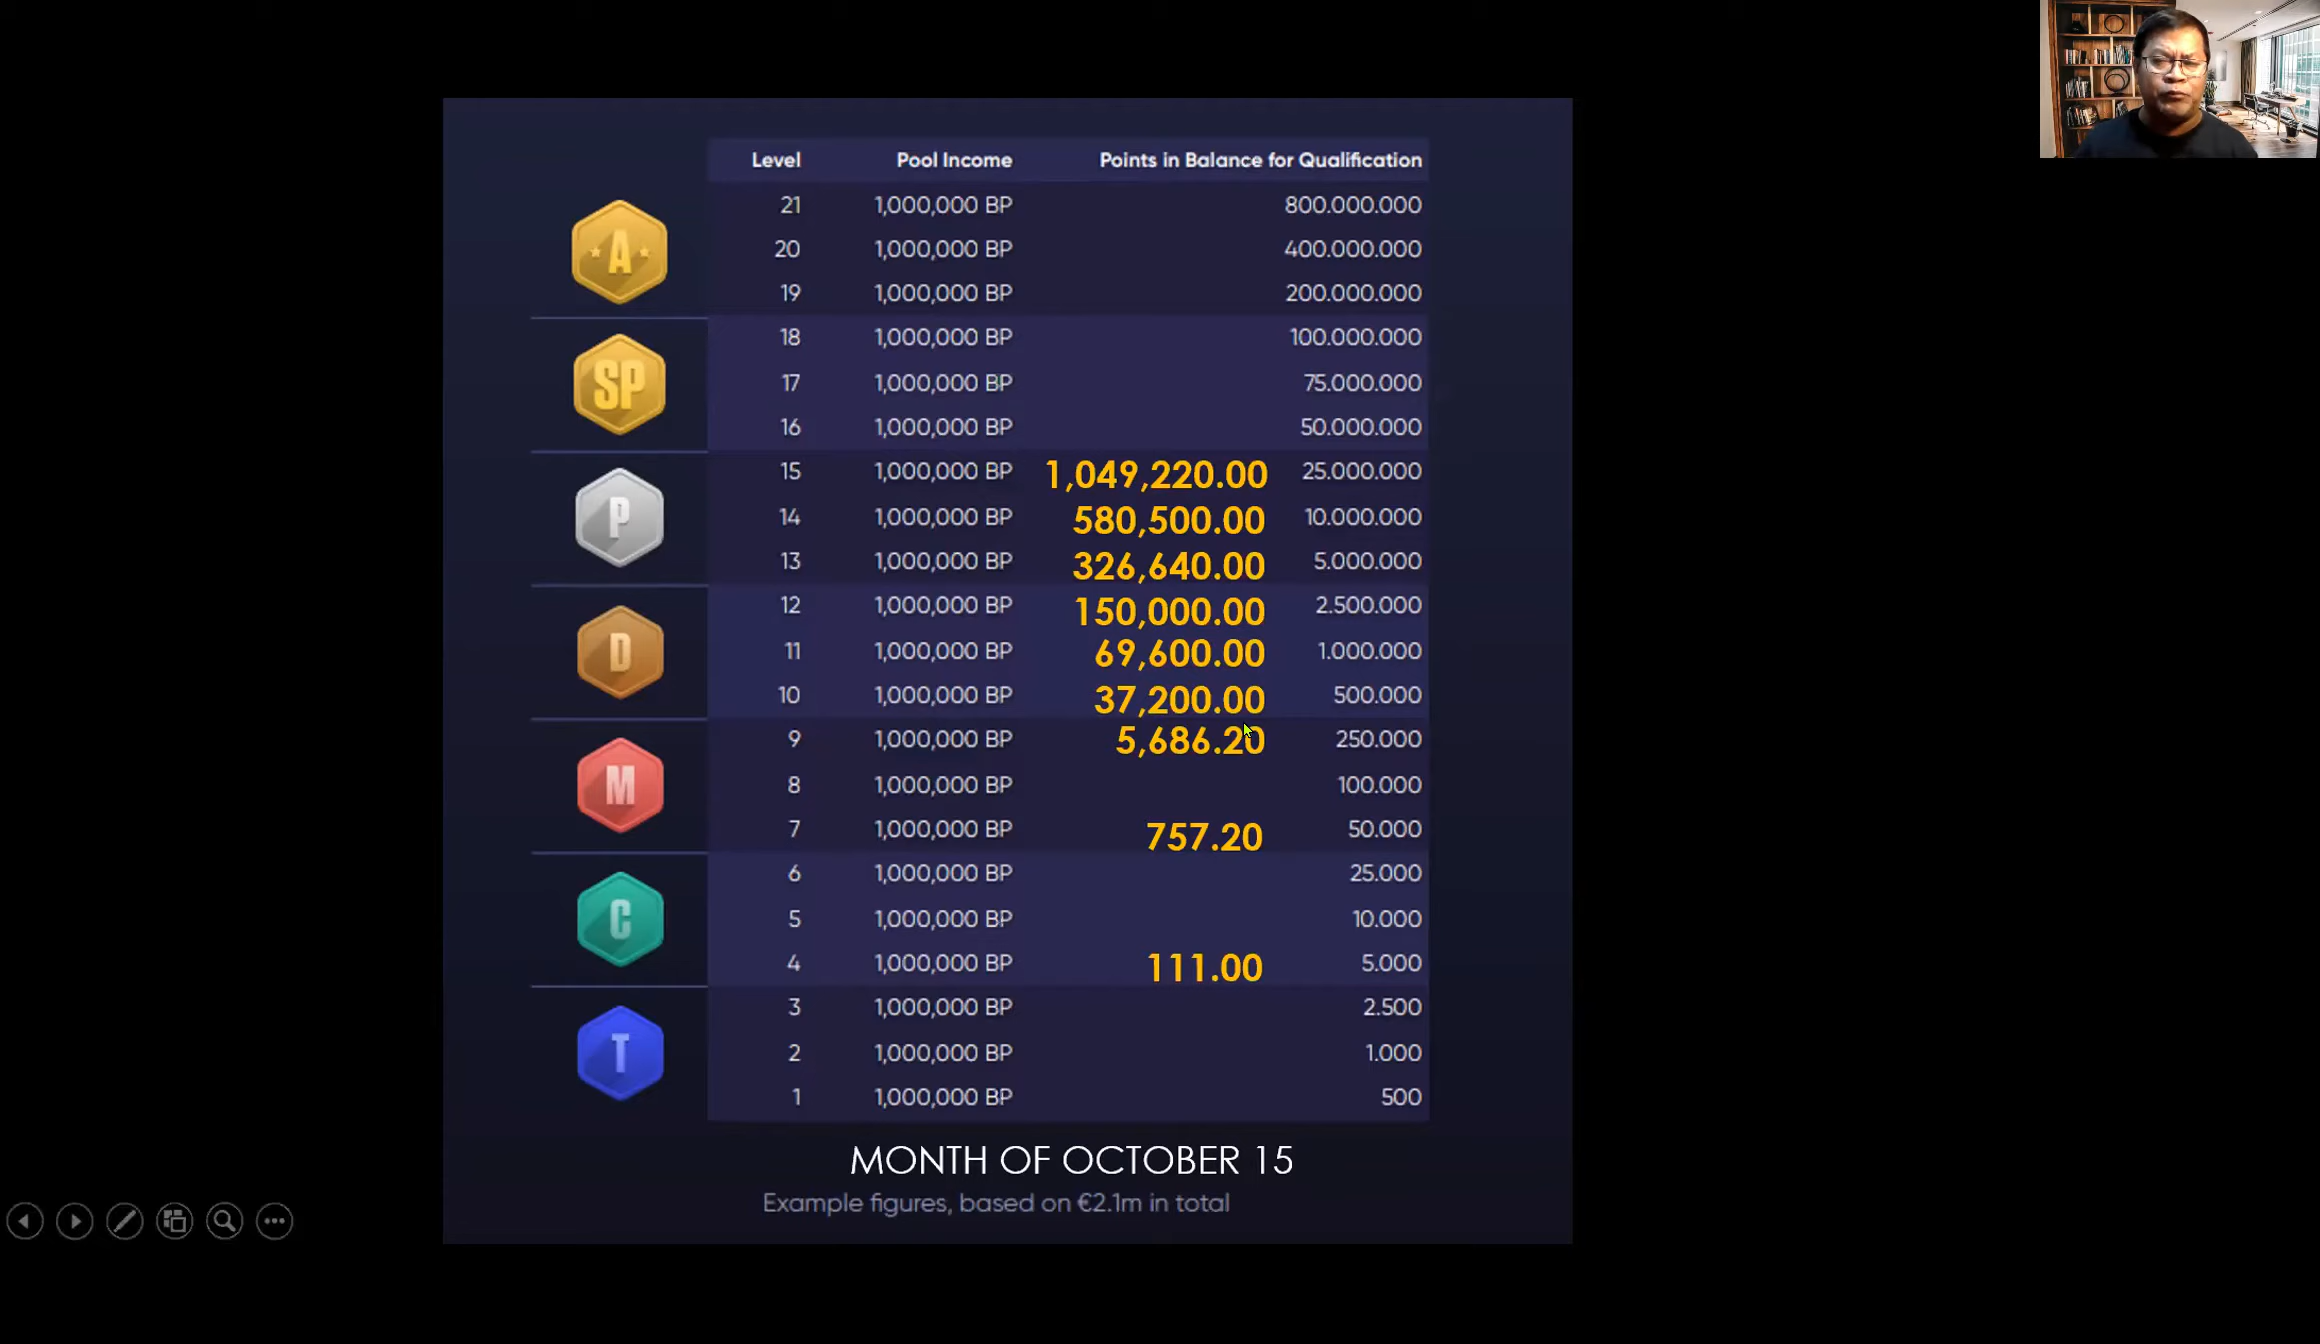 Level Pool Income Points in Balance for Qualification
A
21 1,000,000 BP 800.000.000
20 1,000,000 BP 400.000.000
19 1,000,000 BP 200.000.000
SP
18 1,000,000 BP 100.000.000
17 1,000,000 BP 75.000.000
16 1,000,000 BP 50.000.000
P
15 1,000,000 BP 1,049,220.00 25.000.000
14 1,000,000 BP 580,500.00 10.000.000
13 1,000,000 BP 326,640.00 5.000.000
D
12 1,000,000 BP 150,000.00 2.500.000
11 1,000,000 BP 69,600.00 1.000.000
10 1,000,000 BP 37,200.00 500.000
M
9 1,000,000 BP 5,686.20 250.000
8 1,000,000 BP 100.000
7 1,000,000 BP 757.20 50.000
C
6 1,000,000 BP 25.000
5 1,000,000 BP 10.000
4 1,000,000 BP 111.00 5.000
T
3 1,000,000 BP 2.500
2 1,000,000 BP 1.000
1 1,000,000 BP 500
MONTH OF OCTOBER 15
Example figures, based on €2.1m in total